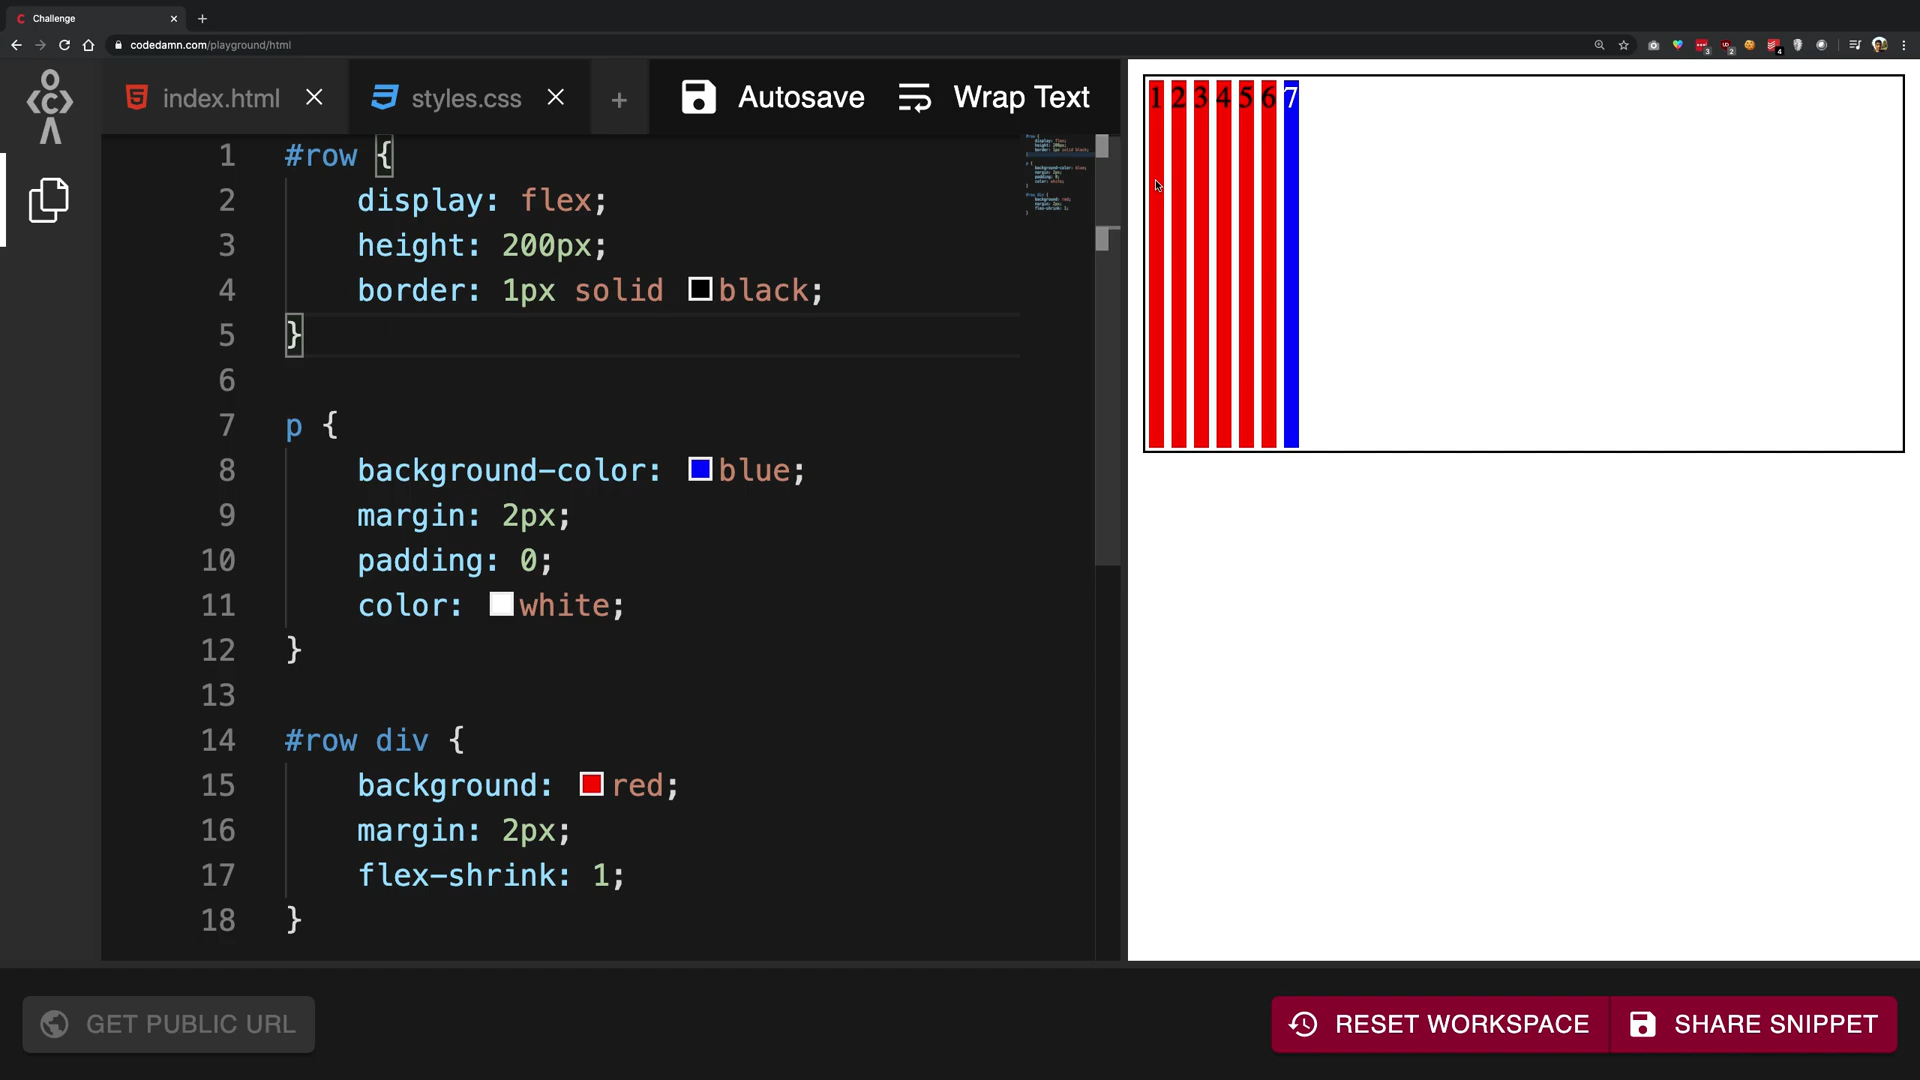 Challenge
codedamn.com/playground/html
index.html
styles.css
Autosave
Wrap Text
1 #row {
2 display: flex;
3 height: 200px;
4 border: 1px solid black;
5 }
6
7 p {
8 background-color: blue;
9 margin: 2px;
10 padding: 0;
11 color: white;
12 }
13
14 #row div {
15 background: red;
16 margin: 2px;
17 flex-shrink: 1;
18 }
1 2 3 4 5 6 7
GET PUBLIC URL
RESET WORKSPACE
SHARE SNIPPET